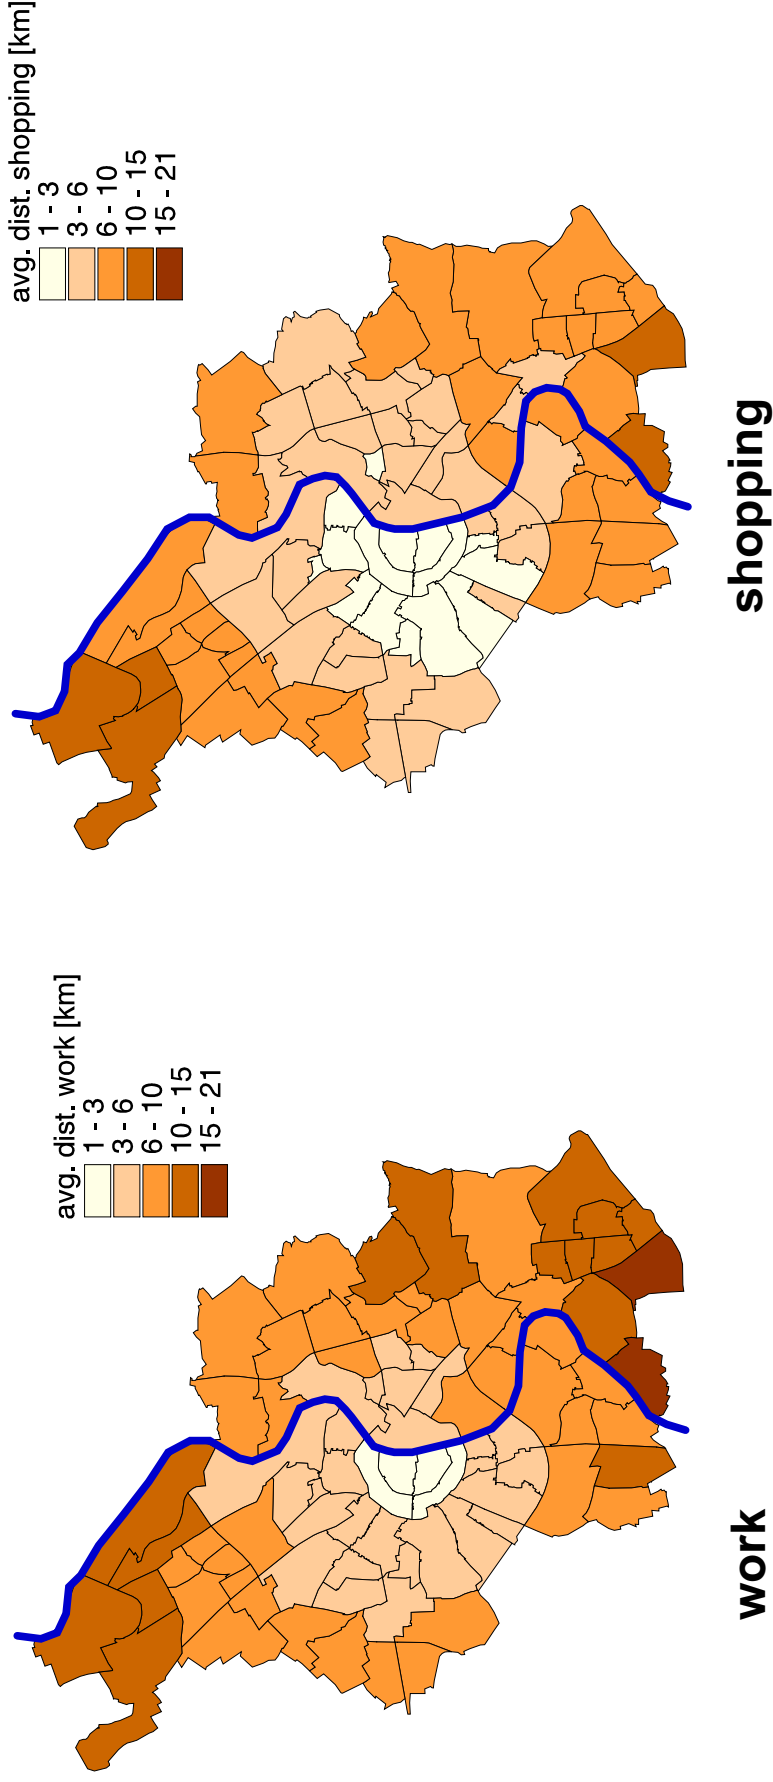 avg. dist. work [km]
1 - 3
3 - 6
6 - 10
10 - 15
15 - 21
work
avg. dist. shopping [km]
1 - 3
3 - 6
6 - 10
10 - 15
15 - 21
shopping